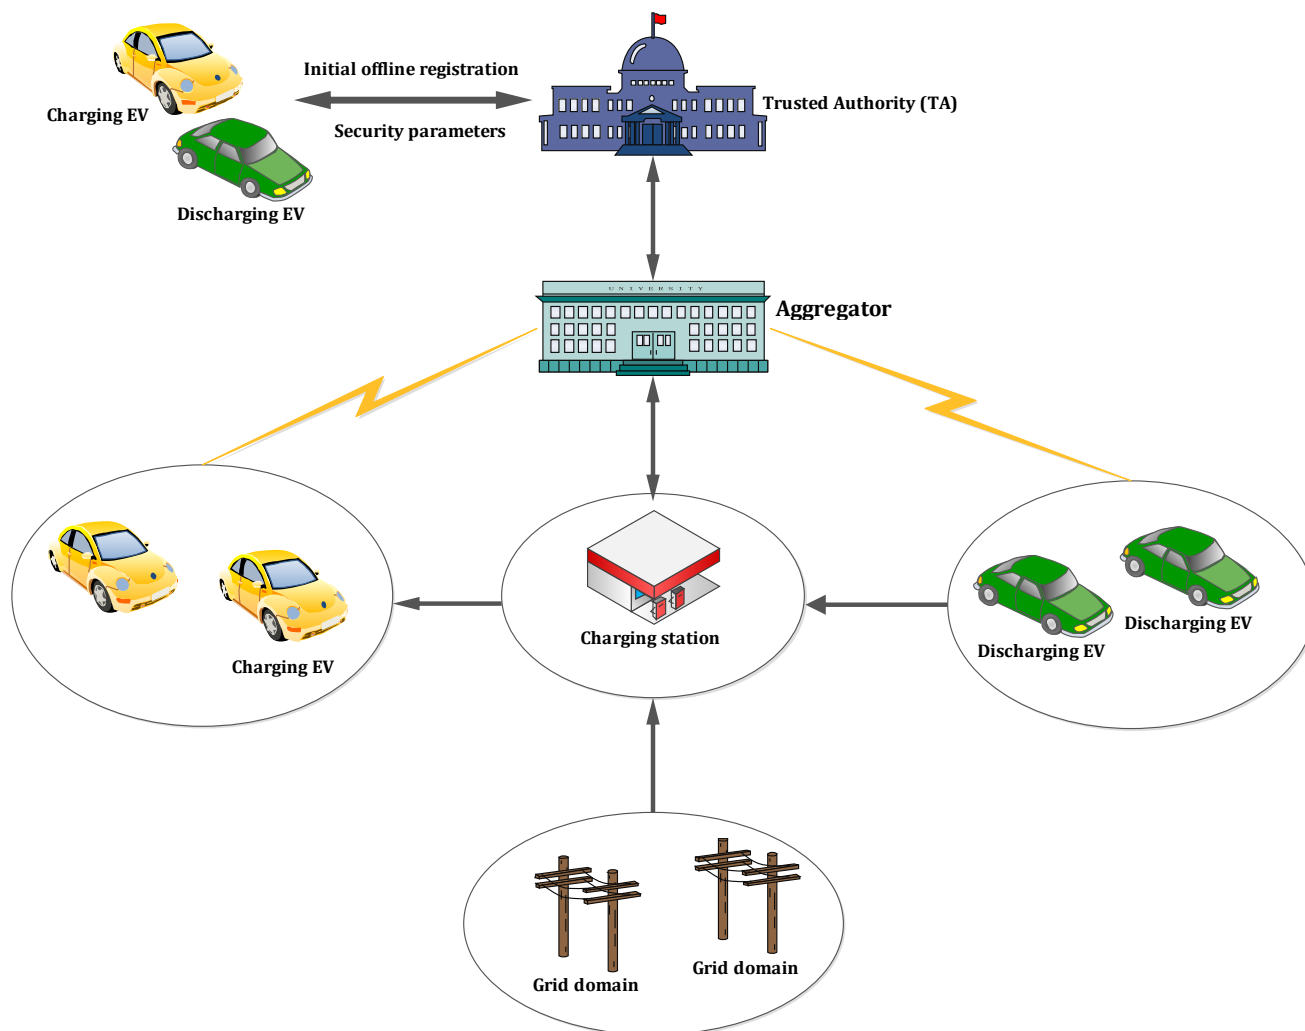 Initial offline registration
Charging EV
Security parameters
Trusted Authority (TA)
Discharging EV
UNIVERSITY
Aggregator
Charging station
Charging EV
Discharging EV
Discharging EV
Grid domain
Grid domain